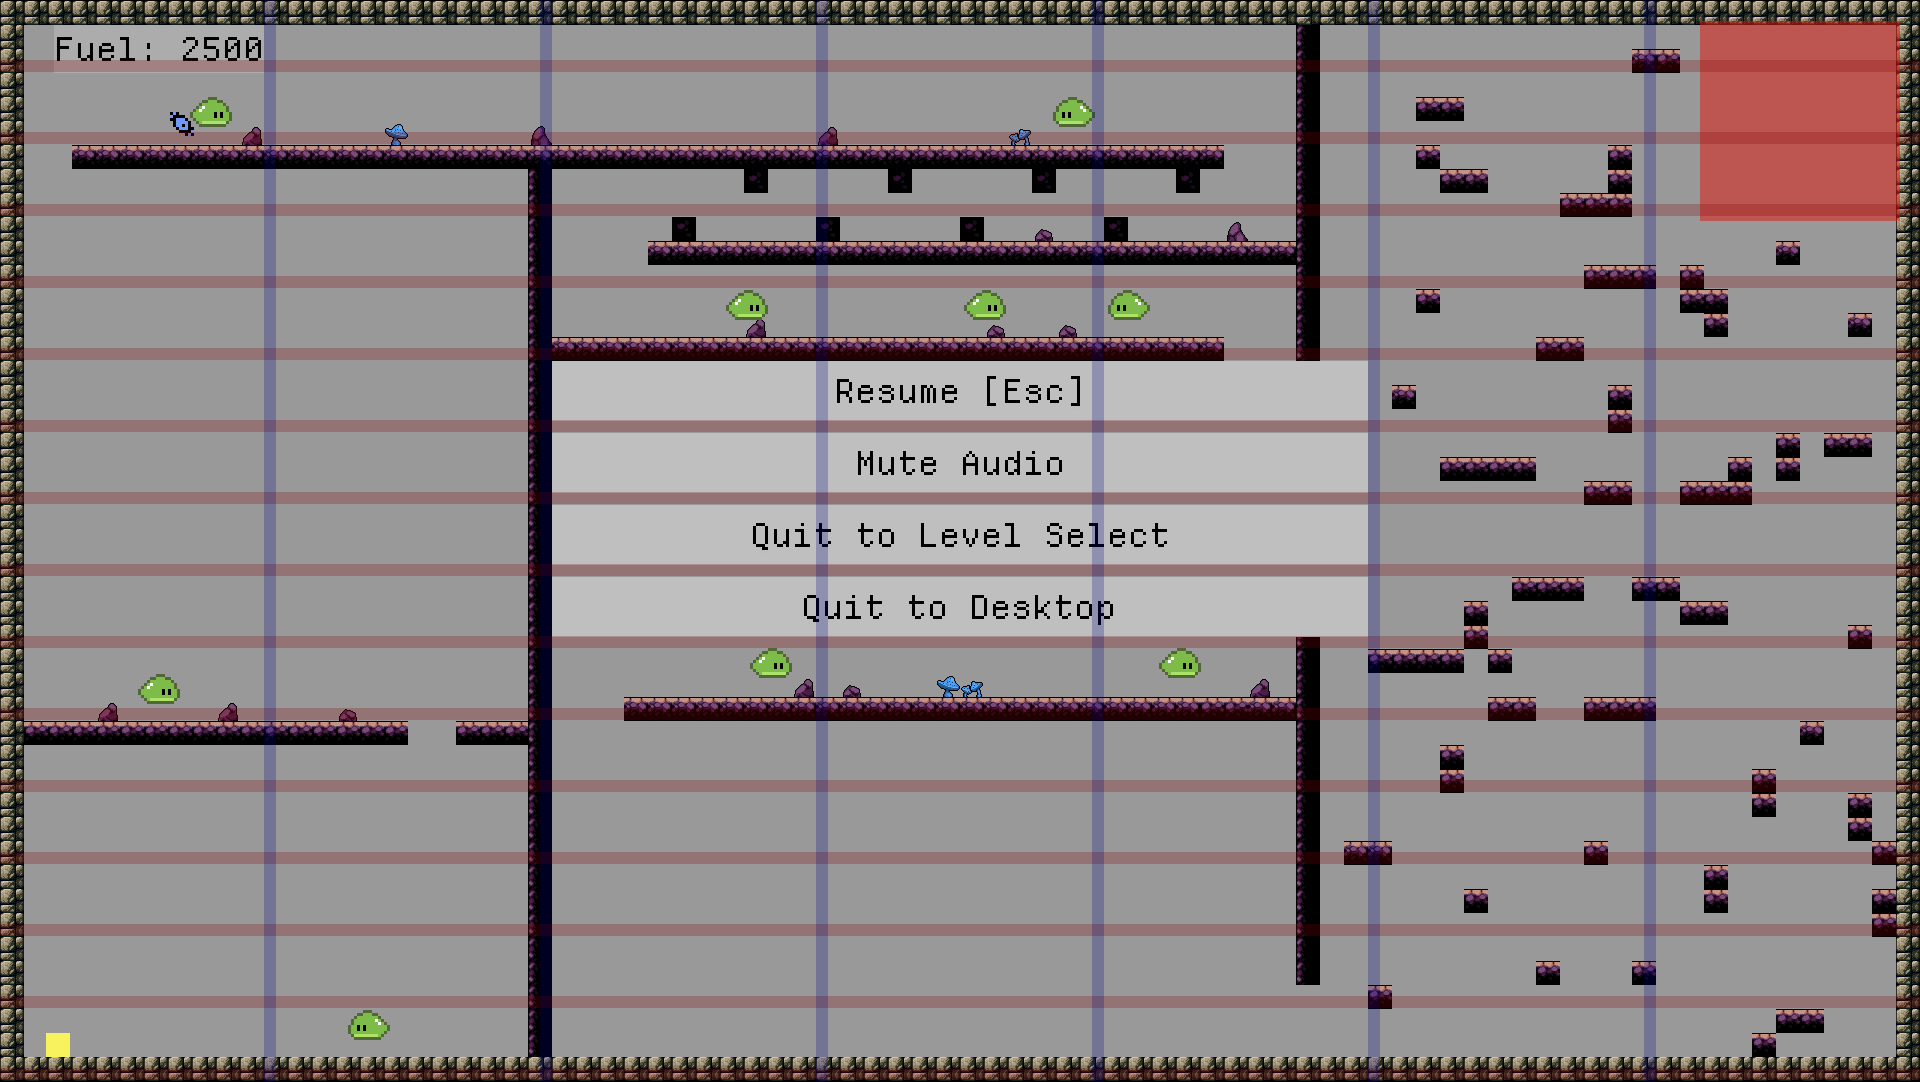 Fuel: 2500
Resume [Esc]
Mute Audio
Quit to Level Select
Quit to Desktop